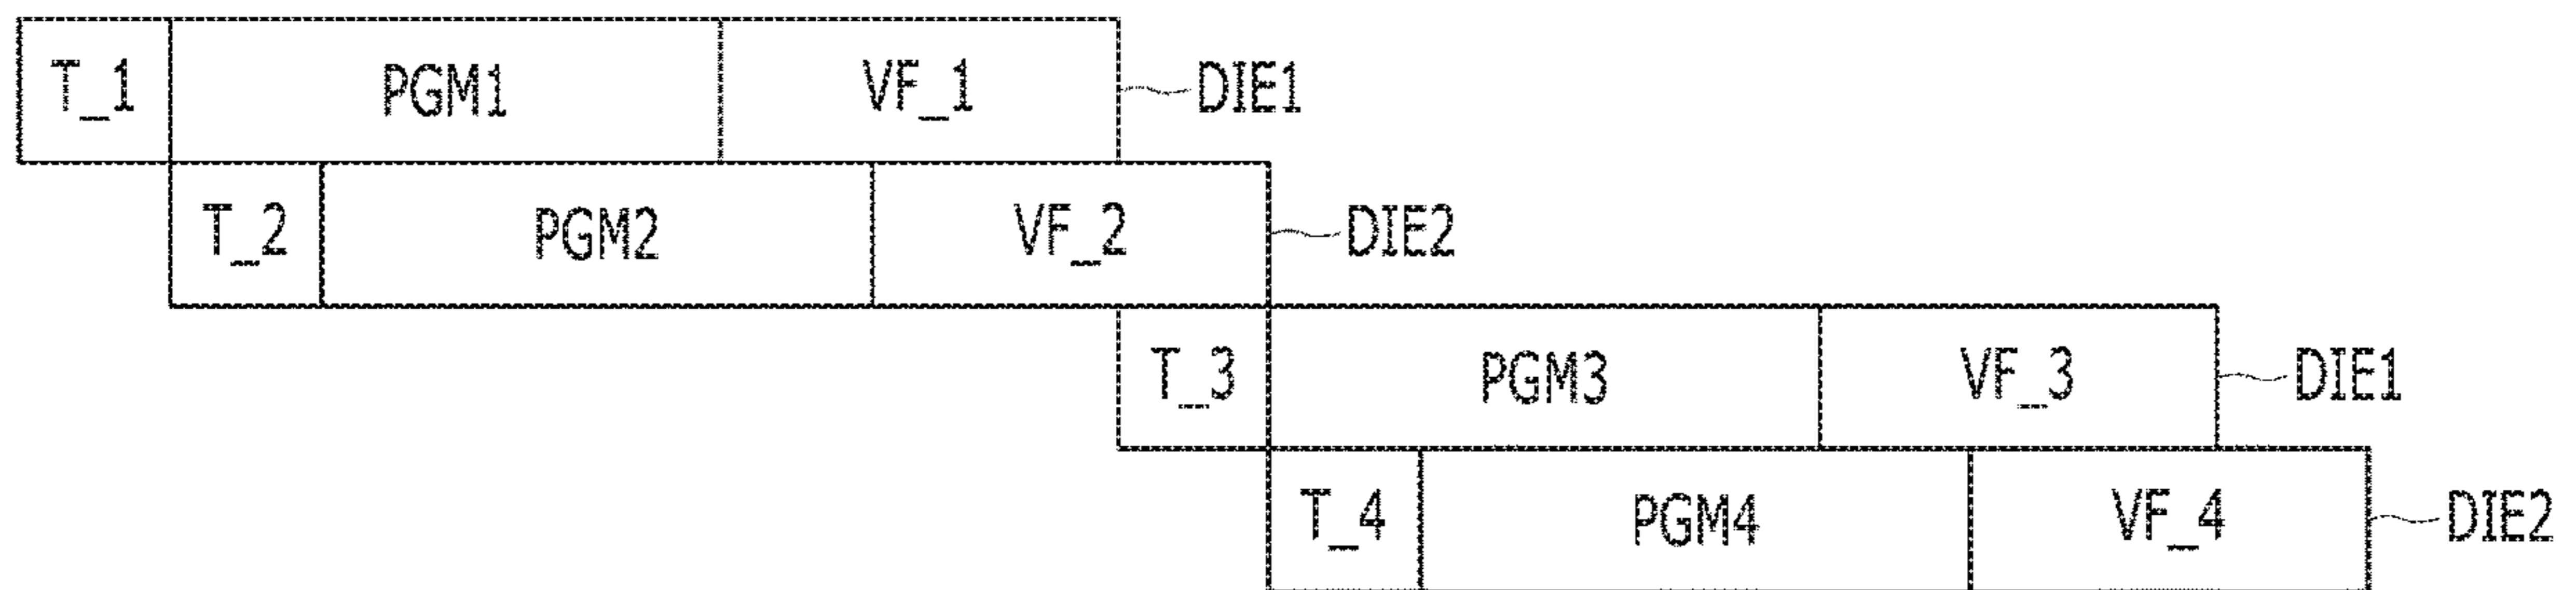 T_1 PGM1 VF_1 DIE1
T_2 PGM2 VF_2 DIE2
T_3 PGM3 VF_3 DIE1
T_4 PGM4 VF_4 DIE2